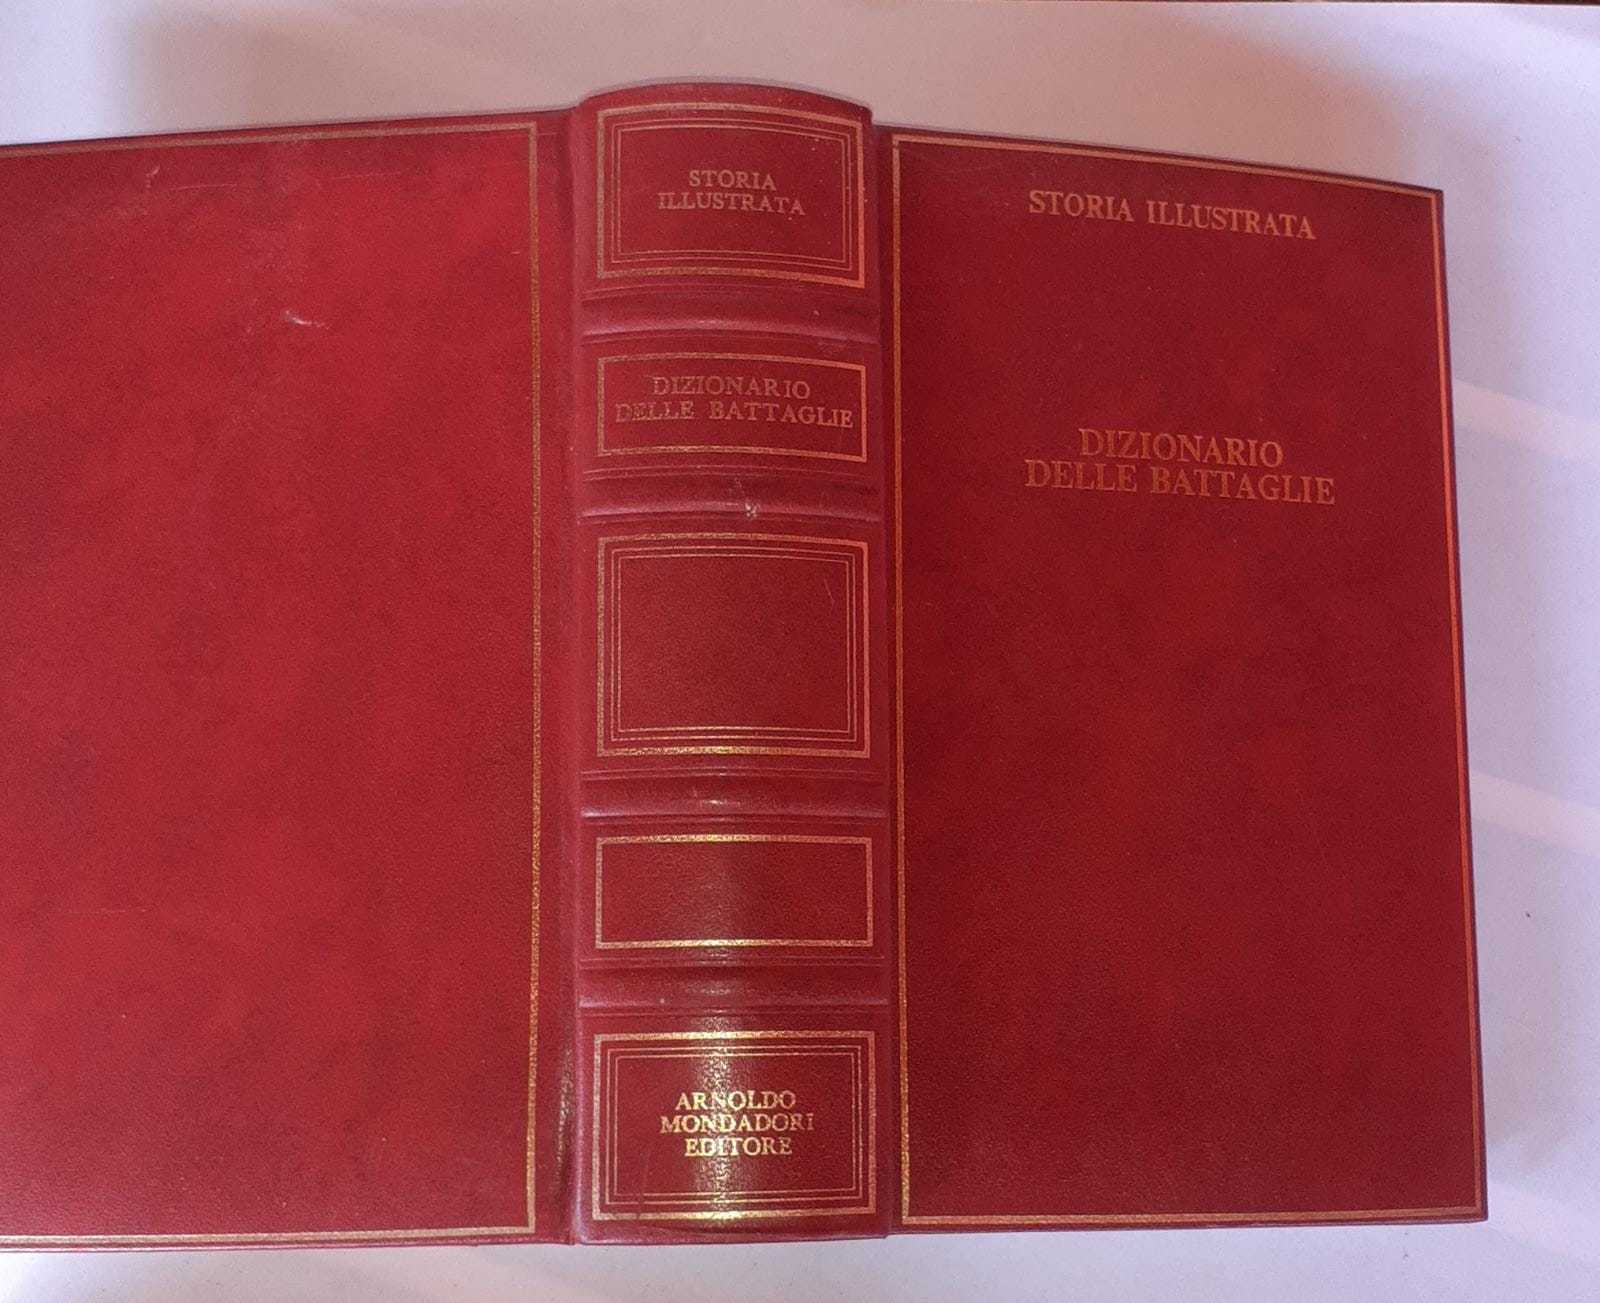 STORIA
ILLUSTRATA
DIZIONARIO
DELLE BATTAGLIE
ARNOLDO
MONDADORI
EDITORE
STORIA ILLUSTRATA
DIZIONARIO
DELLE BATTAGLIE